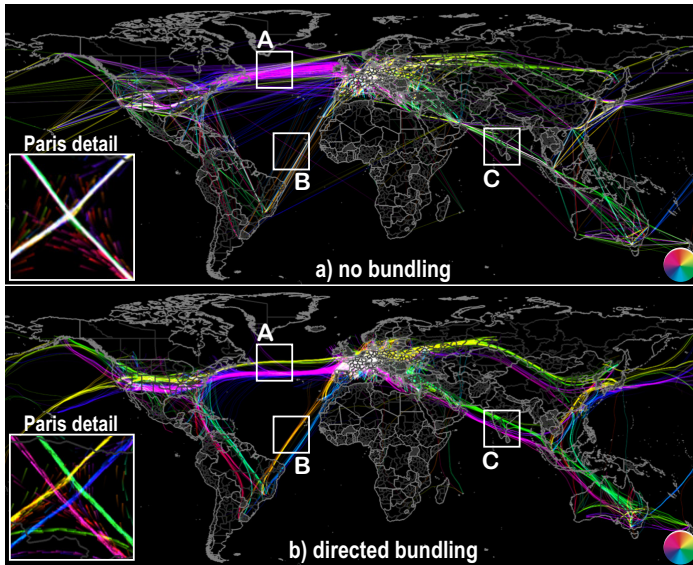 A
B
C
Paris detail
a) no bundling
A
B
C
Paris detail
b) directed bundling